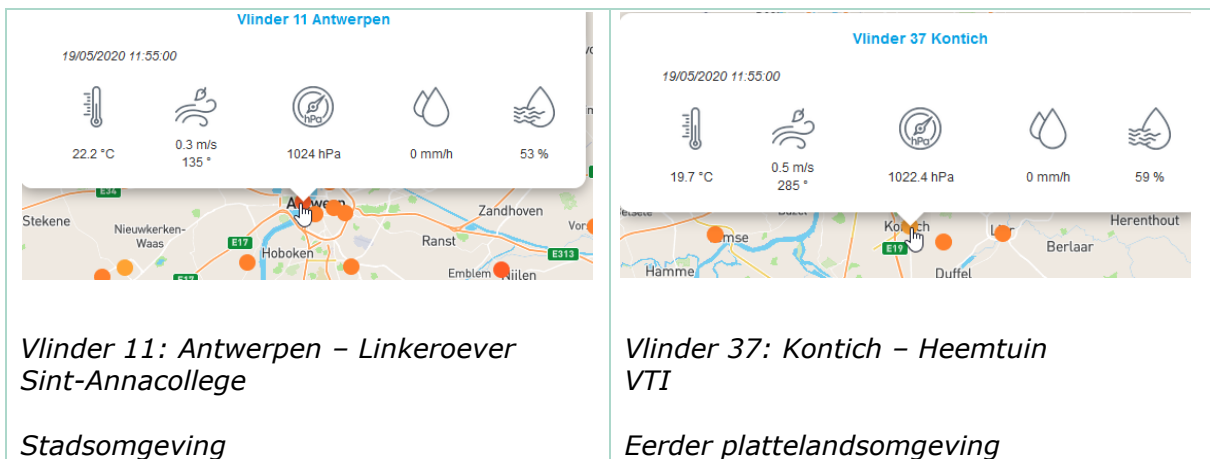 Vlinder 11 Antwerpen
19/05/2020 11:55:00
hPa
22.2 °C
0.3 m/s
135 °
1024 hPa
0 mm/h
53 %
E34
Stekene
Nieuwkerken-
Waas
E17
Hoboken
Zandhoven
Ranst
E313
Emblem
Vlinder 11: Antwerpen – Linkeroever
Sint-Annacollege
Stadsomgeving
Vlinder 37 Kontich
19/05/2020 11:55:00
hPa
19.7 °C
0.5 m/s
285 °
1022.4 hPa
0 mm/h
59 %
Herenthout
E19
Berlaar
Hamme
Duffel
Vlinder 37: Kontich – Heemtuin
VTI
Eerder plattelandsomgeving